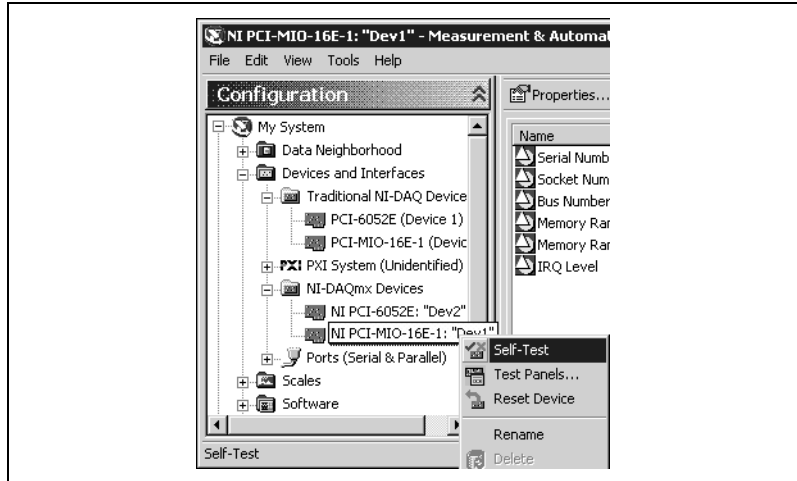 NI PCI-MIO-16E-1: "Dev1" - Measurement & Automat
File Edit View Tools Help
Configuration
Properties...
My System
Data Neighborhood
Devices and Interfaces
Traditional NI-DAQ Device
PCI-6052E (Device 1)
PCI-MIO-16E-1 (Devic
PXI PXI System (Unidentified)
NI-DAQmx Devices
NI PCI-6052E: "Dev2"
NI PCI-MIO-16E-1: "Dev1"
Ports (Serial & Parallel)
Scales
Software
Name
Serial Numb
Socket Num
Bus Number
Memory Rar
Memory Rar
IRQ Level
Self-Test
Test Panels...
Reset Device
Rename
Delete
Self-Test